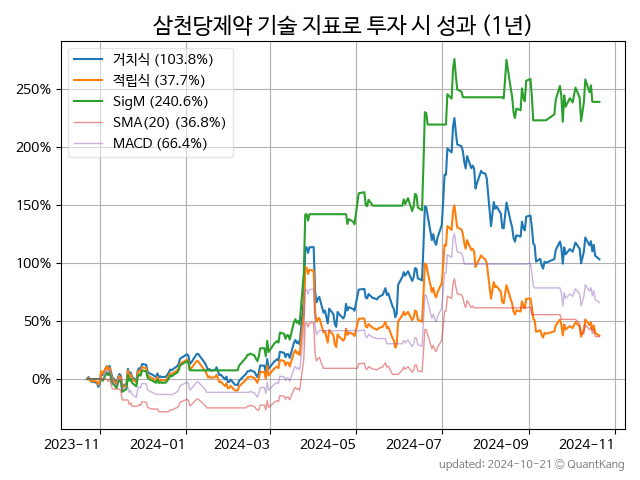 삼천당제약 기술 지표로 투자 시 성과 (1년)
거치식 (103.8%)
적립식 (37.7%)
SigM (240.6%)
SMA(20) (36.8%)
MACD (66.4%)
250%
200%
150%
100%
50%
0%
2023-11 2024-01 2024-03 2024-05 2024-07 2024-09 2024-11
updated: 2024-10-21 © QuantKang